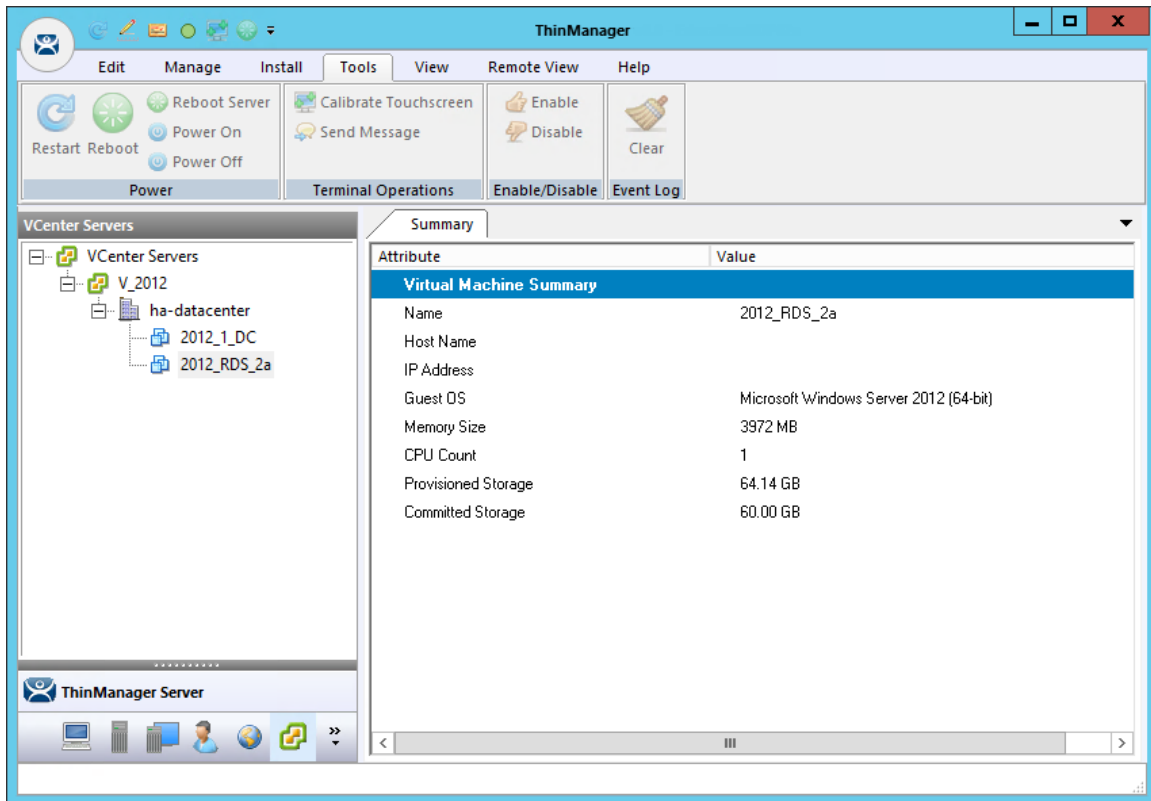 ThinManager
Edit Manage Install Tools View Remote View Help
Restart Reboot Reboot Server Power On Power Off
Calibrate Touchscreen Send Message
Enable Disable
Clear
Power Terminal Operations Enable/Disable Event Log
VCenter Servers
VCenter Servers
V_2012
ha-datacenter
2012_1_DC
2012_RDS_2a
ThinManager Server
Summary
Attribute Value
Virtual Machine Summary
Name 2012_RDS_2a
Host Name
IP Address
Guest OS Microsoft Windows Server 2012 (64-bit)
Memory Size 3972 MB
CPU Count 1
Provisioned Storage 64.14 GB
Committed Storage 60.00 GB